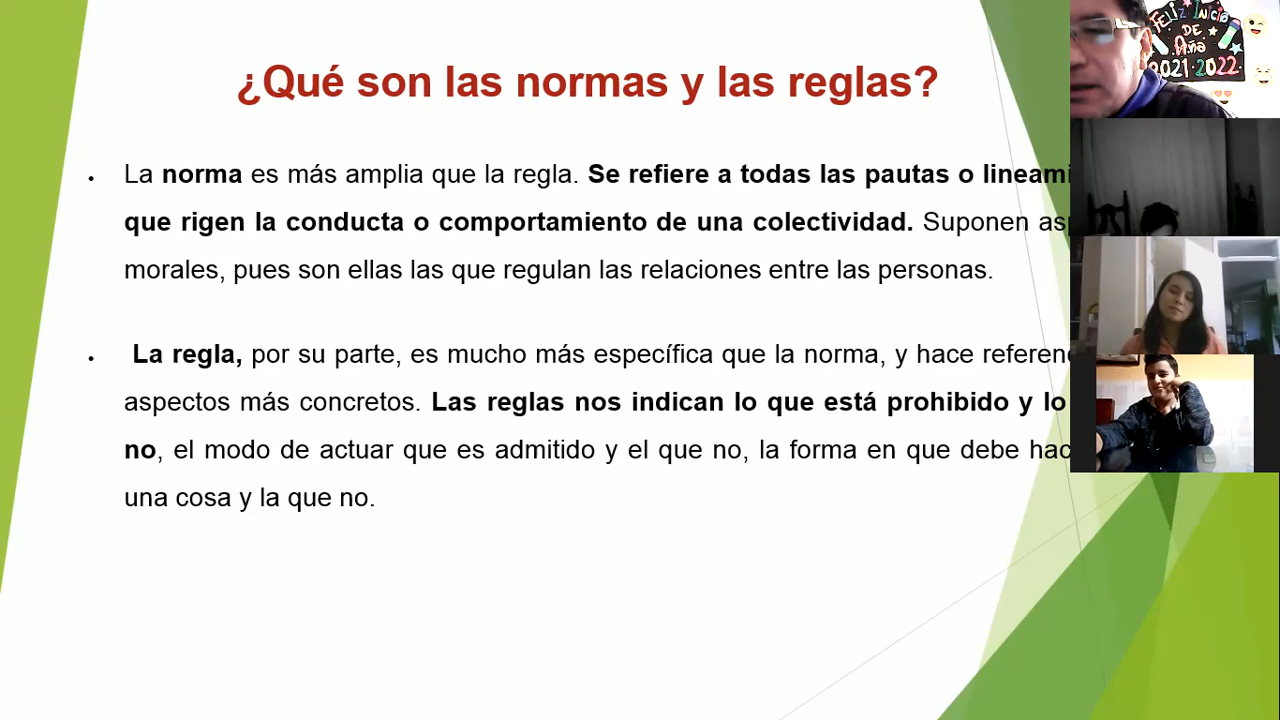 ¿Qué son las normas y las reglas?
• La norma es más amplia que la regla. Se refiere a todas las pautas o
que rigen la conducta o comportamiento de una colectividad. Suponen
morales, pues son ellas las que regulan las relaciones entre las personas.
• La regla, por su parte, es mucho más específica que la norma, y hace
aspectos más concretos. Las reglas nos indican lo que está prohibido y lo
no, el modo de actuar que es admitido y el que no, la forma en que debe
una cosa y la que no.
FELIZ INICIO
DE
AÑO
2021-2022